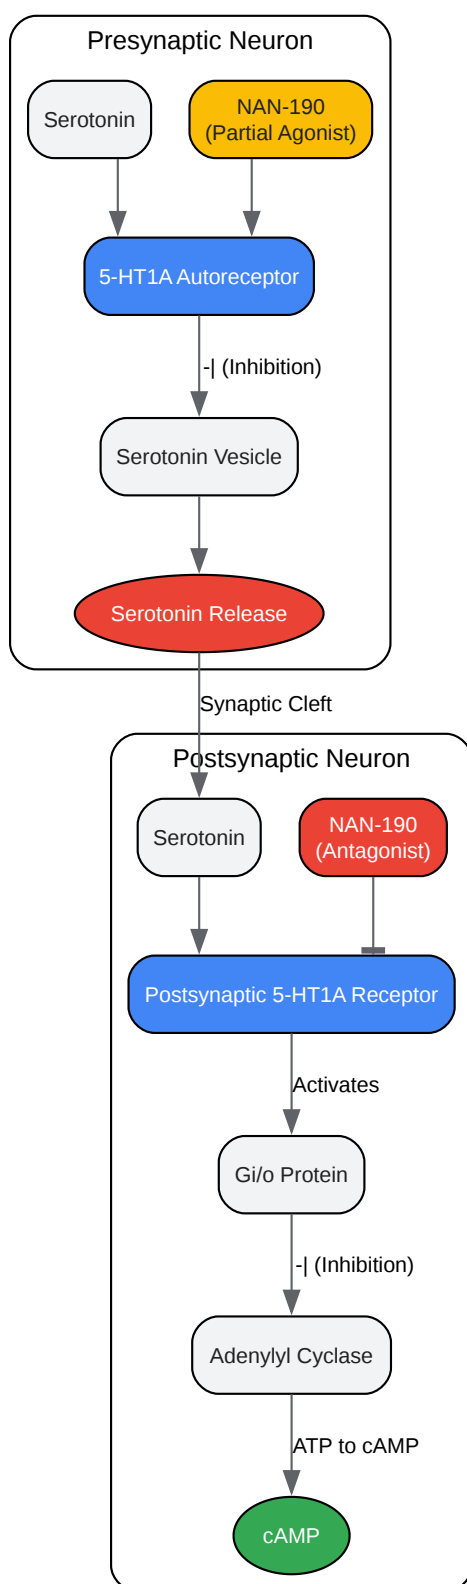 Presynaptic Neuron
Serotonin
NAN-190
(Partial Agonist)
5-HT1A Autoreceptor
-| (Inhibition)
Serotonin Vesicle
Serotonin Release
Synaptic Cleft
Postsynaptic Neuron
Serotonin
NAN-190
(Antagonist)
Postsynaptic 5-HT1A Receptor
Activates
Gi/o Protein
-| (Inhibition)
Adenylyl Cyclase
ATP to cAMP
cAMP